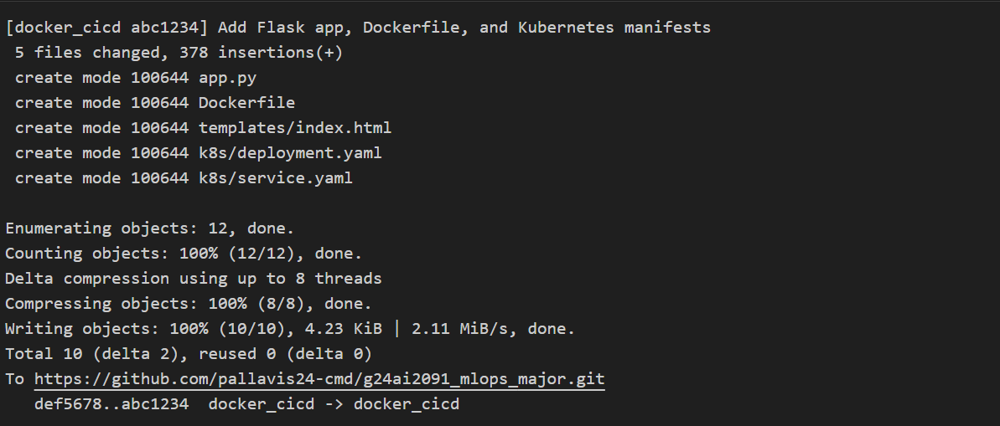 [docker_cicd abc1234] Add Flask app, Dockerfile, and Kubernetes manifests
 5 files changed, 378 insertions(+)
 create mode 100644 app.py
 create mode 100644 Dockerfile
 create mode 100644 templates/index.html
 create mode 100644 k8s/deployment.yaml
 create mode 100644 k8s/service.yaml

Enumerating objects: 12, done.
Counting objects: 100% (12/12), done.
Delta compression using up to 8 threads
Compressing objects: 100% (8/8), done.
Writing objects: 100% (10/10), 4.23 KiB | 2.11 MiB/s, done.
Total 10 (delta 2), reused 0 (delta 0)
To https://github.com/pallavis24-cmd/g24ai2091_mlops_major.git
   def5678..abc1234  docker_cicd -> docker_cicd